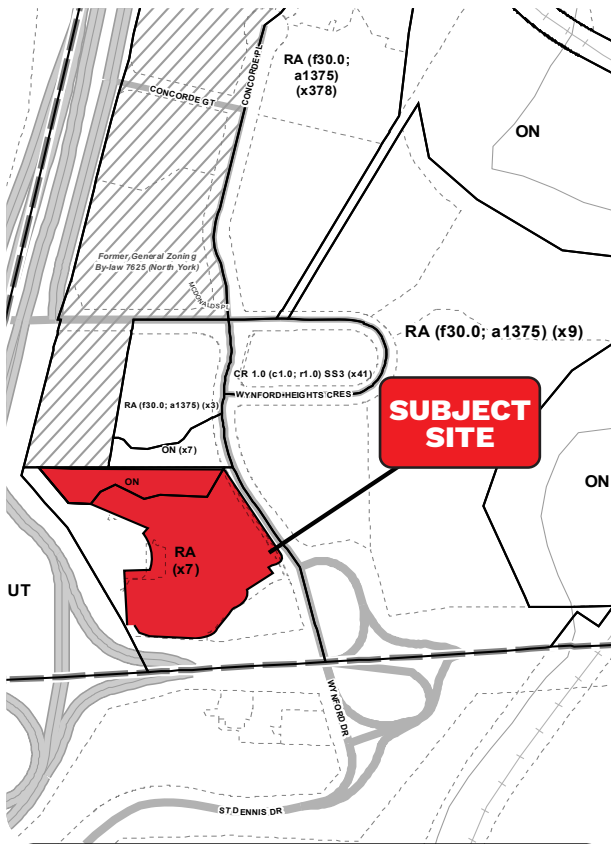 CONCORDE PL
RA (f30.0;
a1375)
(x378)
CONCORDE GT
ON
Former General Zoning
By-law 7625 (North York)
MCDONALDS PL
RA (f30.0; a1375) (x9)
CR 1.0 (c1.0; r1.0) SS3 (x41)
WYNFORD HEIGHTS CRES
RA (f30.0; a1375) (x3)
SUBJECT
SITE
ON (x7)
ON
ON
RA
(x7)
UT
WYNFORD DR
ST DENNIS DR